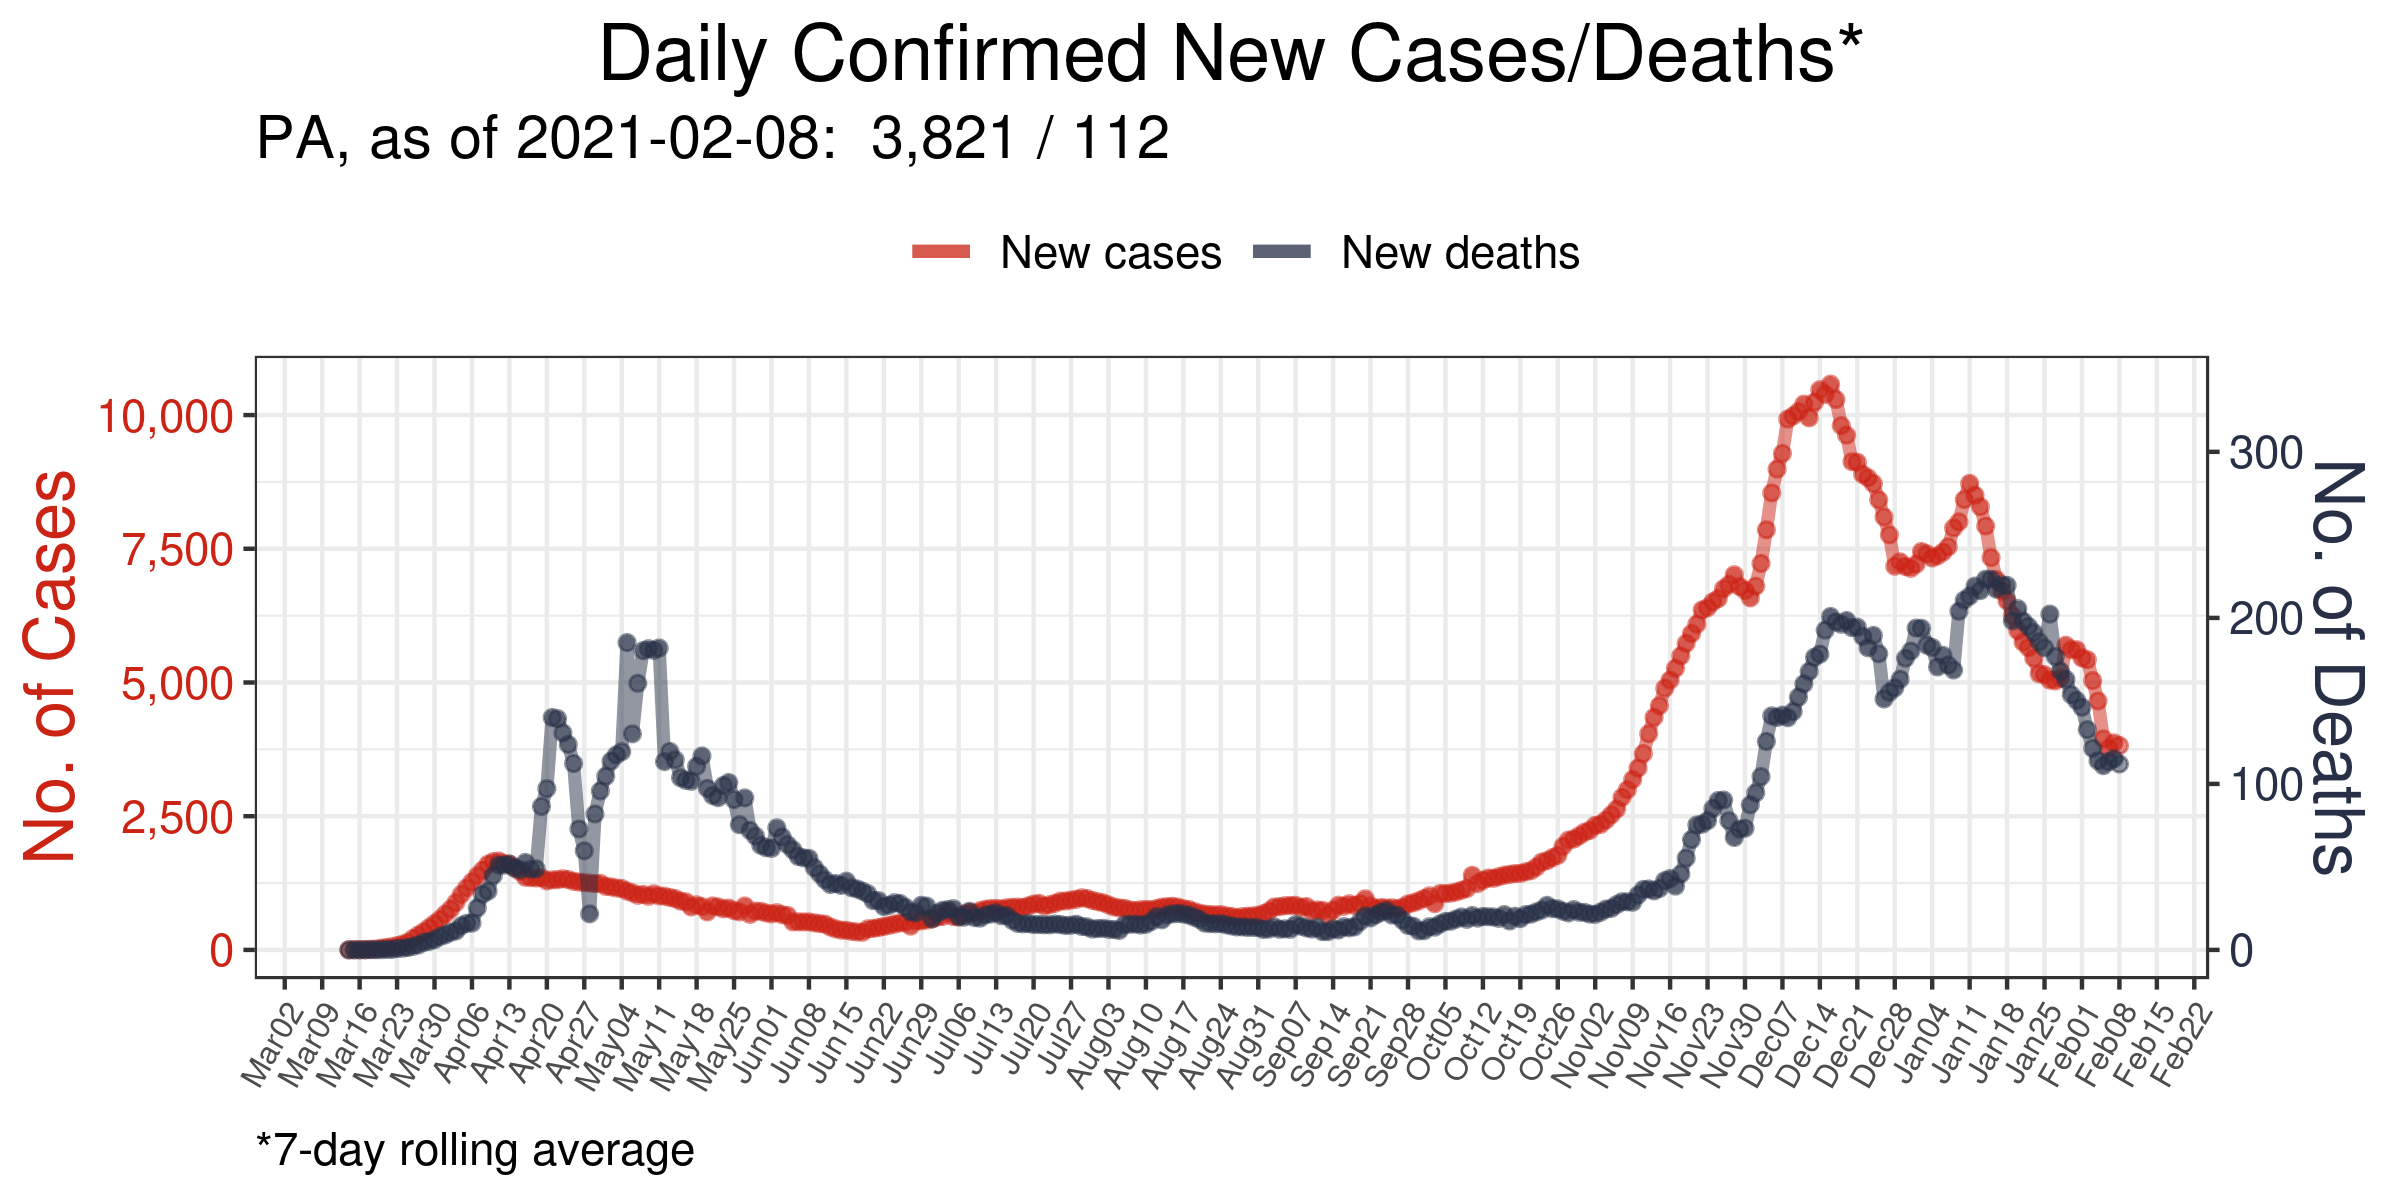 Daily Confirmed New Cases/Deaths*
PA, as of 2021-02-08:  3,821 / 112
New cases
New deaths
No. of Cases
10,000
7,500
5,000
2,500
0
No. of Deaths
300
200
100
0
Mar02
Mar09
Mar16
Mar23
Mar30
Apr06
Apr13
Apr20
Apr27
May04
May11
May18
May25
Jun01
Jun08
Jun15
Jun22
Jun29
Jul06
Jul13
Jul20
Jul27
Aug03
Aug10
Aug17
Aug24
Aug31
Sep07
Sep14
Sep21
Sep28
Oct05
Oct12
Oct19
Oct26
Nov02
Nov09
Nov16
Nov23
Nov30
Dec07
Dec14
Dec21
Dec28
Jan04
Jan11
Jan18
Jan25
Feb01
Feb08
Feb15
Feb22
*7-day rolling average